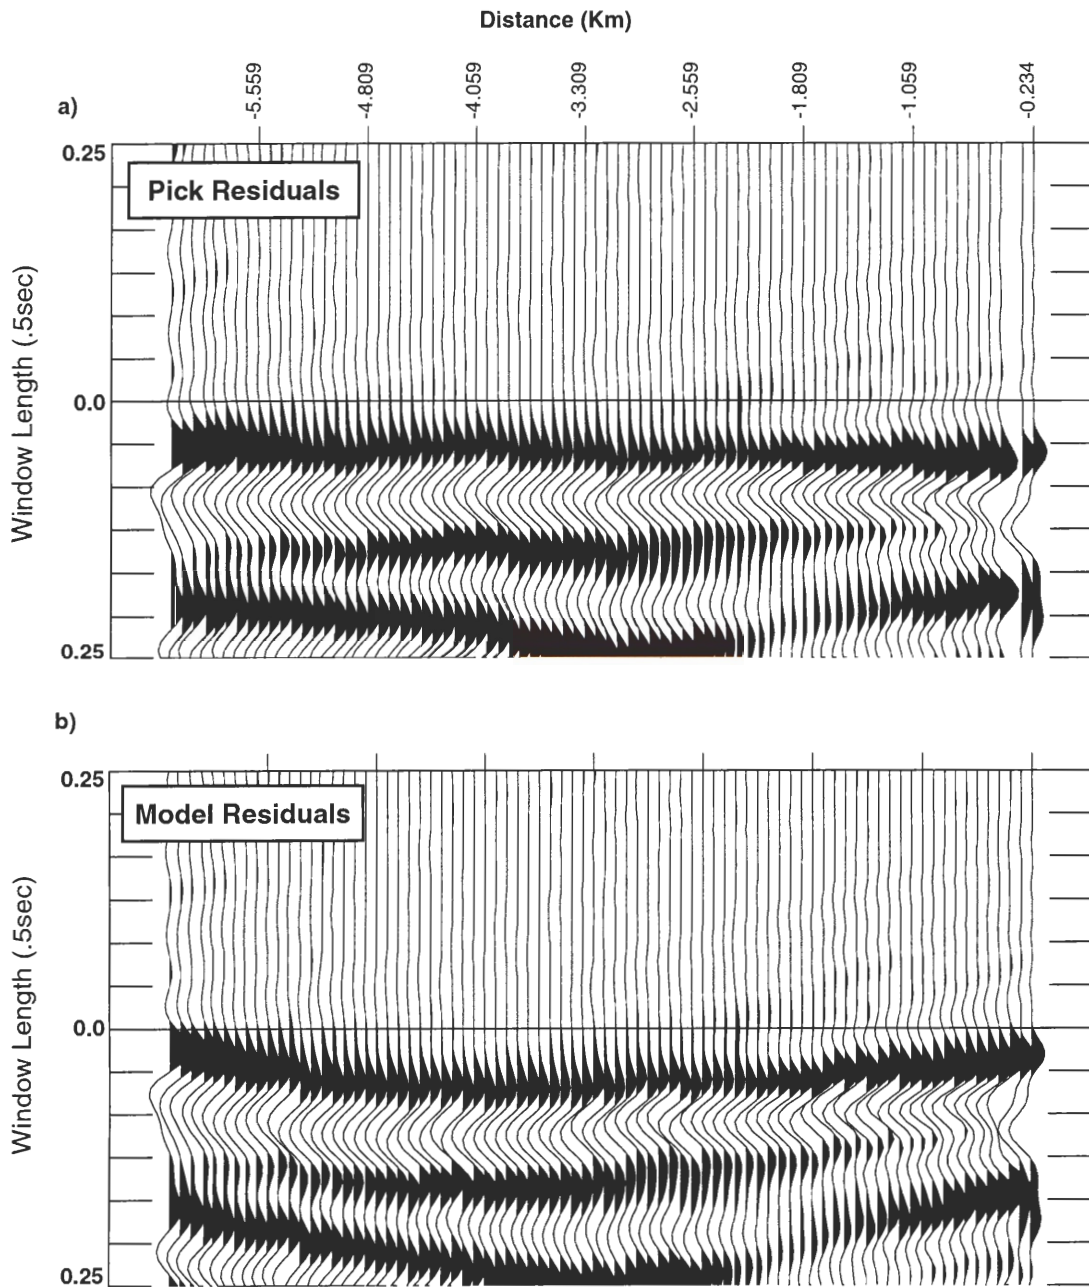 Distance (Km)
-5.559
-4.809
-4.059
-3.309
-2.559
-1.809
-1.059
-0.234
a)
0.25
Pick Residuals
0.0
0.25
Window Length (.5sec)
b)
0.25
Model Residuals
0.0
0.25
Window Length (.5sec)